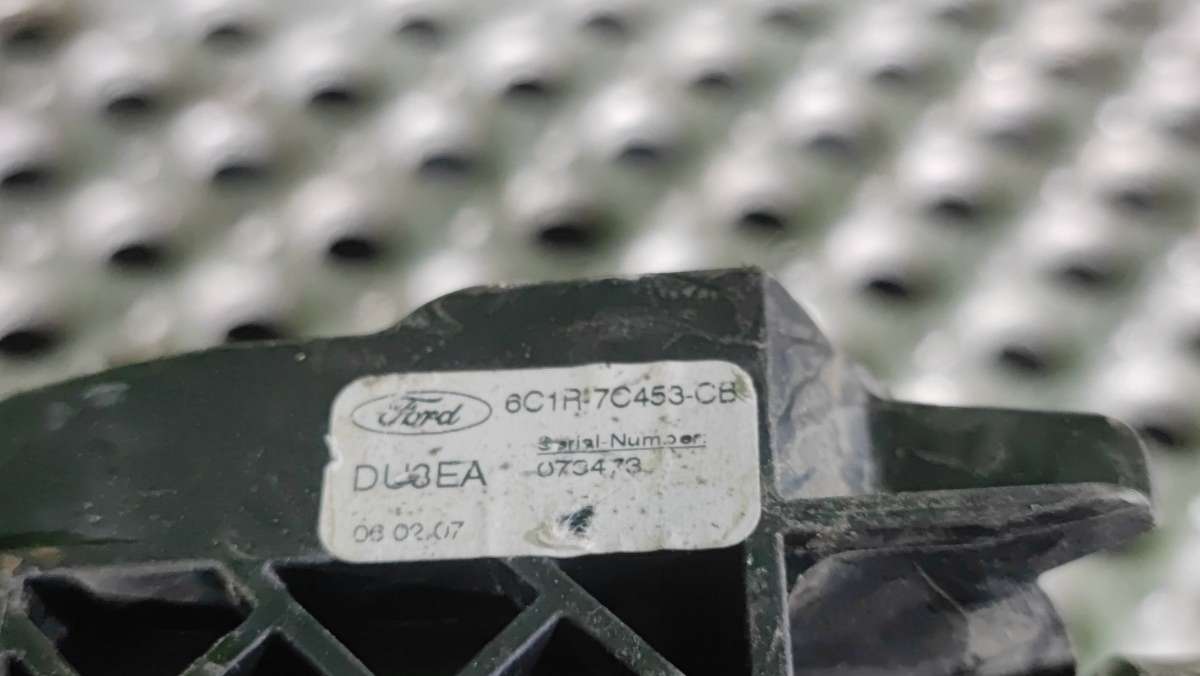 Ford 6C1R-7C453-CB
Serial Number:
DU3EA 073473
06.02.07